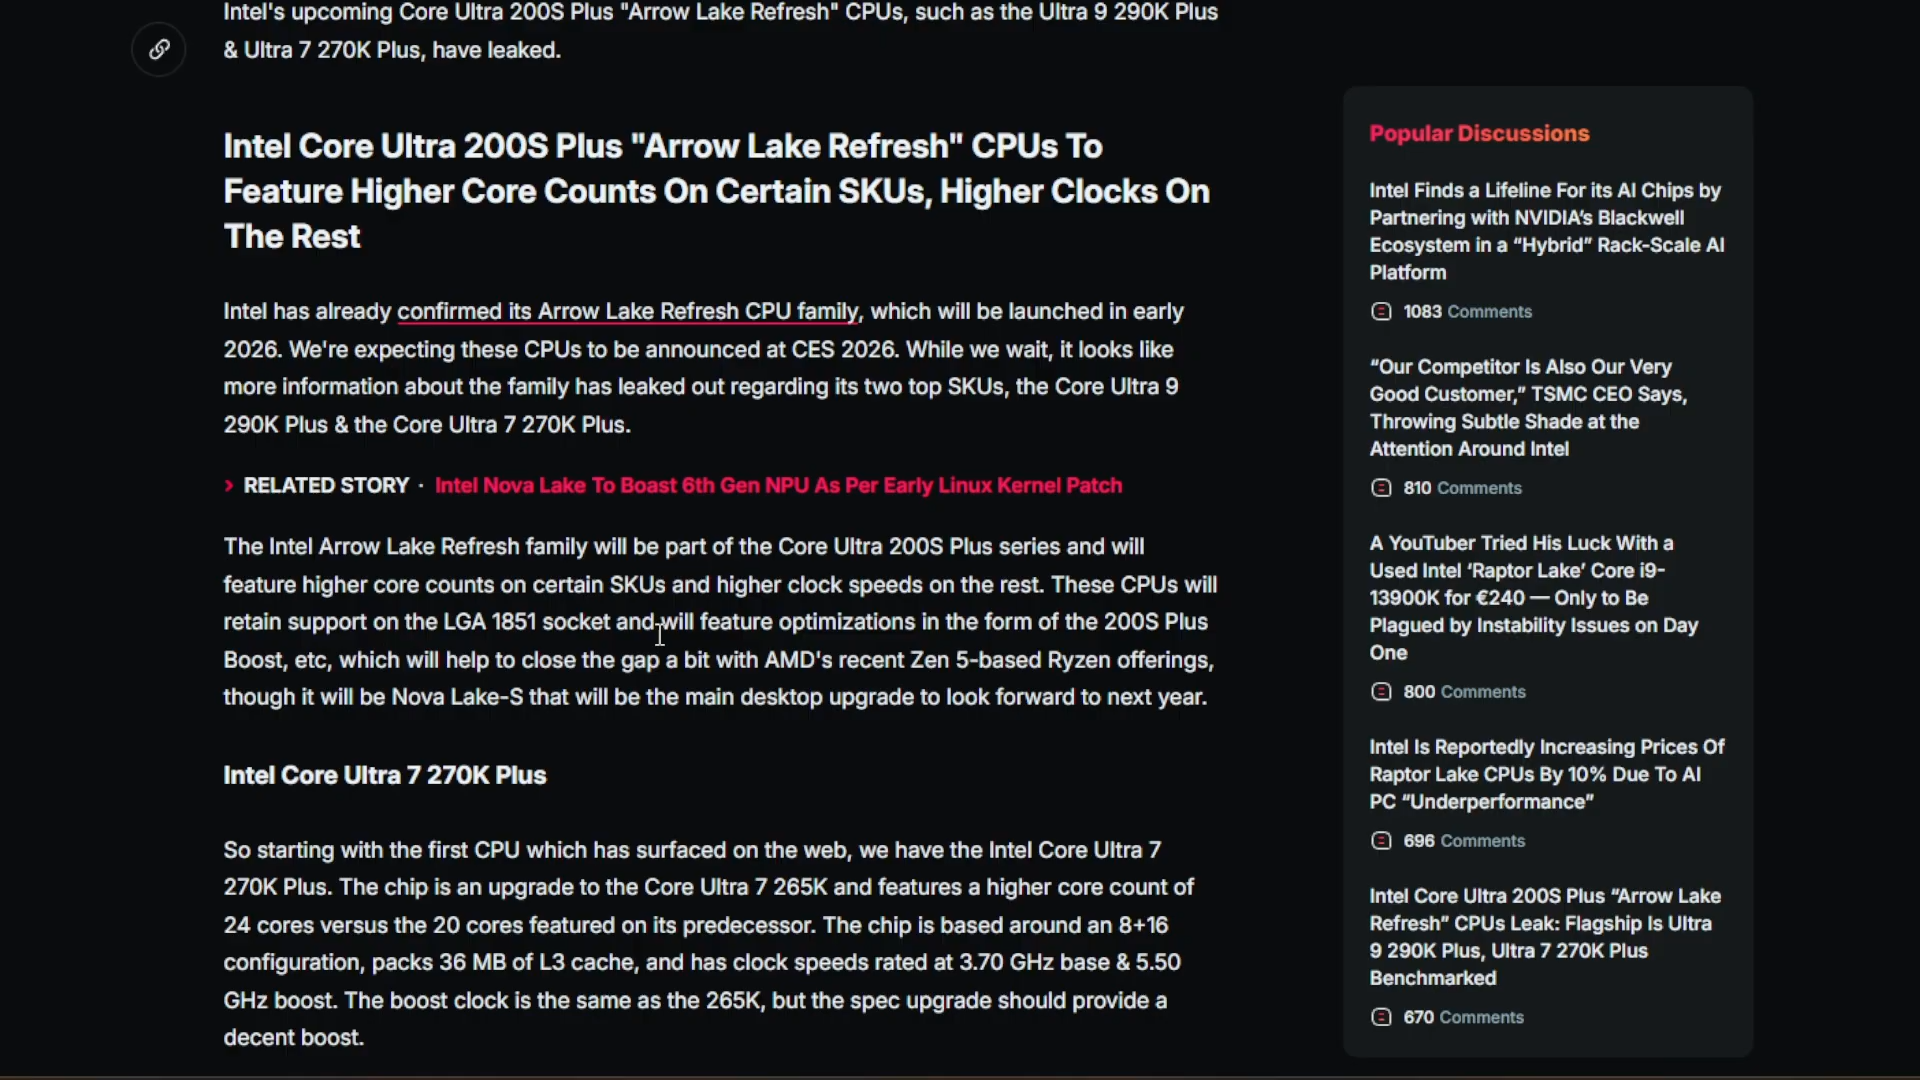 Intel's upcoming Core Ultra 200S Plus "Arrow Lake Refresh" CPUs, such as the Ultra 9 290K Plus
& Ultra 7 270K Plus, have leaked.
Intel Core Ultra 200S Plus "Arrow Lake Refresh" CPUs To
Feature Higher Core Counts On Certain SKUs, Higher Clocks On
The Rest
Intel has already confirmed its Arrow Lake Refresh CPU family, which will be launched in early
2026. We're expecting these CPUs to be announced at CES 2026. While we wait, it looks like
more information about the family has leaked out regarding its two top SKUs, the Core Ultra 9
290K Plus & the Core Ultra 7 270K Plus.
RELATED STORY · Intel Nova Lake To Boast 6th Gen NPU As Per Early Linux Kernel Patch
The Intel Arrow Lake Refresh family will be part of the Core Ultra 200S Plus series and will
feature higher core counts on certain SKUs and higher clock speeds on the rest. These CPUs will
retain support on the LGA 1851 socket and will feature optimizations in the form of the 200S Plus
Boost, etc, which will help to close the gap a bit with AMD's recent Zen 5-based Ryzen offerings,
though it will be Nova Lake-S that will be the main desktop upgrade to look forward to next year.
Intel Core Ultra 7 270K Plus
So starting with the first CPU which has surfaced on the web, we have the Intel Core Ultra 7
270K Plus. The chip is an upgrade to the Core Ultra 7 265K and features a higher core count of
24 cores versus the 20 cores featured on its predecessor. The chip is based around an 8+16
configuration, packs 36 MB of L3 cache, and has clock speeds rated at 3.70 GHz base & 5.50
GHz boost. The boost clock is the same as the 265K, but the spec upgrade should provide a
decent boost.
Popular Discussions
Intel Finds a Lifeline For its AI Chips by
Partnering with NVIDIA’s Blackwell
Ecosystem in a “Hybrid” Rack-Scale AI
Platform
1083 Comments
“Our Competitor Is Also Our Very
Good Customer,” TSMC CEO Says,
Throwing Subtle Shade at the
Attention Around Intel
810 Comments
A YouTuber Tried His Luck With a
Used Intel ‘Raptor Lake’ Core i9-
13900K for €240 — Only to Be
Plagued by Instability Issues on Day
One
800 Comments
Intel Is Reportedly Increasing Prices Of
Raptor Lake CPUs By 10% Due To AI
PC “Underperformance”
696 Comments
Intel Core Ultra 200S Plus “Arrow Lake
Refresh” CPUs Leak: Flagship Is Ultra
9 290K Plus, Ultra 7 270K Plus
Benchmarked
670 Comments